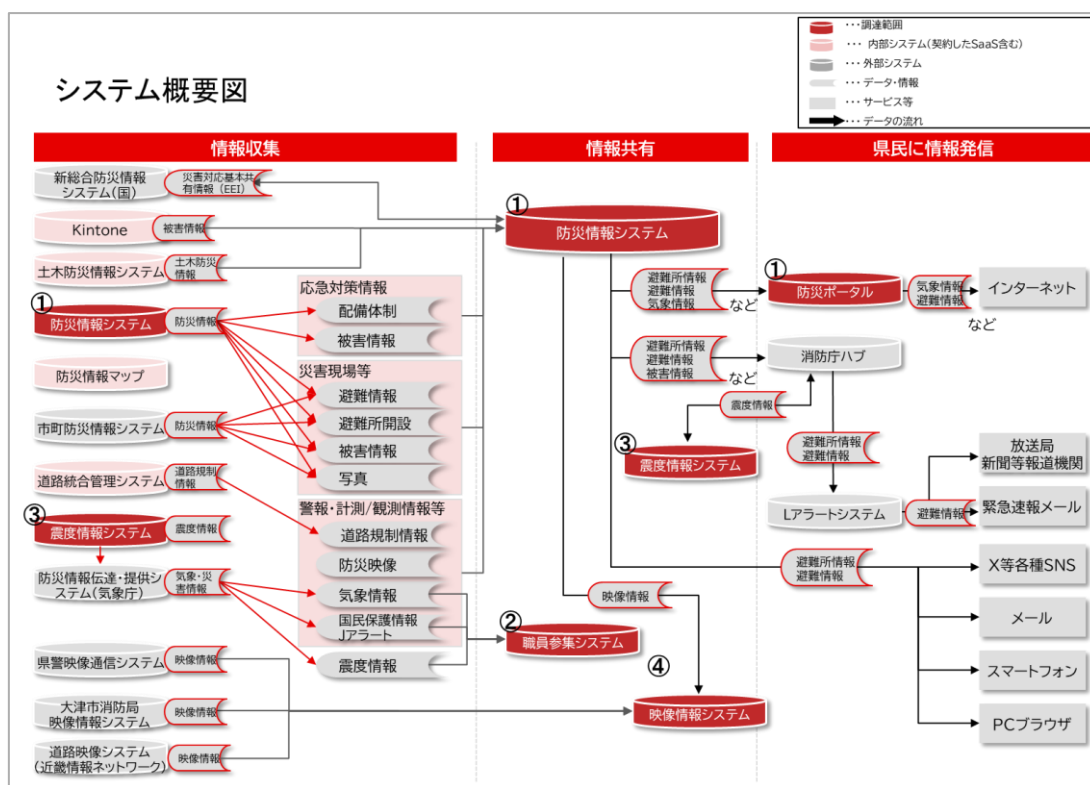 ・・・調達範囲
・・・ 内部システム(契約したSaaS含む)
・・・外部システム
・・・データ・情報
・・・サービス等
・・・データの流れ
システム概要図
情報収集
情報共有
県民に情報発信
新総合防災情報
システム(国)
災害対応基本共
有情報（EEI）
Kintone
被害情報
土木防災情報システム
土木防災
情報
①
防災情報システム
防災情報
防災情報マップ
市町防災情報システム
防災情報
道路統合管理システム
道路規制
情報
③
震度情報システム
震度情報
防災情報伝達・提供シ
ステム(気象庁)
気象・災
害情報
県警映像通信システム
映像情報
大津市消防局
映像情報システム
映像情報
道路映像システム
(近畿情報ネットワーク)
映像情報
応急対策情報
配備体制
被害情報
災害現場等
避難情報
避難所開設
被害情報
写真
警報・計測/観測情報等
道路規制情報
防災映像
気象情報
国民保護情報
Jアラート
震度情報
①
防災情報システム
避難所情報
避難情報
気象情報
など
避難所情報
避難情報
被害情報
など
震度情報
③
震度情報システム
映像情報
②
職員参集システム
④
映像情報システム
①
防災ポータル
気象情報
避難情報
など
インターネット
消防庁ハブ
避難所情報
避難情報
Lアラートシステム
避難情報
放送局
新聞等報道機関
緊急速報メール
避難所情報
避難情報
X等各種SNS
メール
スマートフォン
PCブラウザ